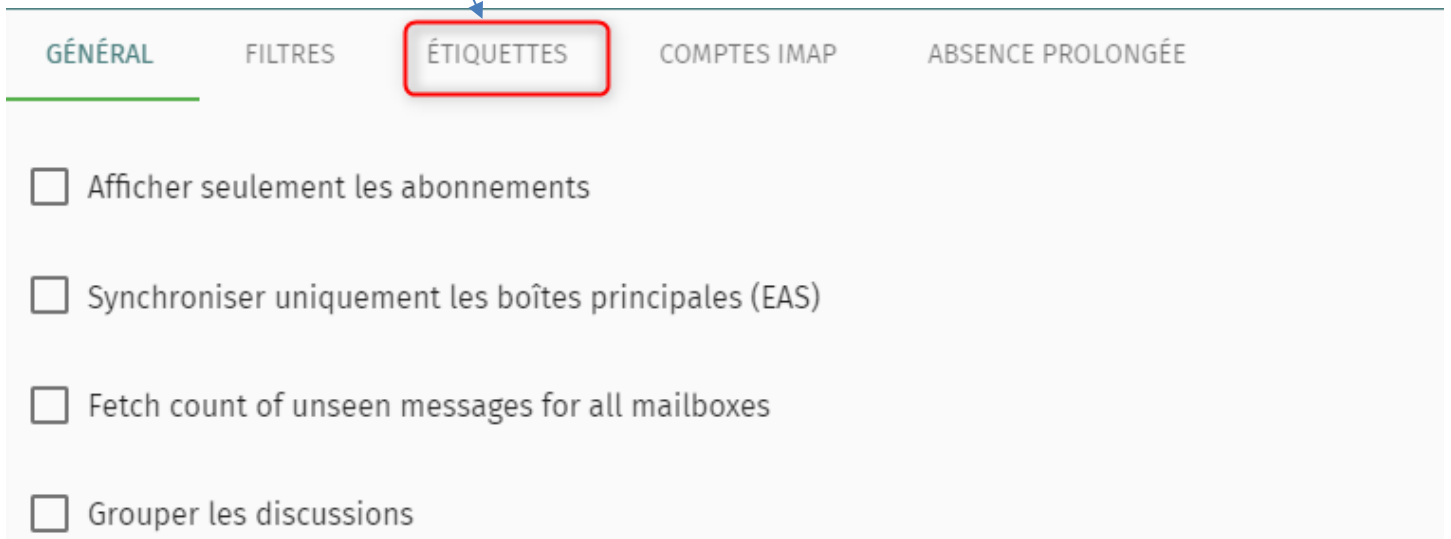 GÉNÉRAL FILTRES ÉTIQUETTES COMPTES IMAP ABSENCE PROLONGÉE
Afficher seulement les abonnements
Synchroniser uniquement les boîtes principales (EAS)
Fetch count of unseen messages for all mailboxes
Grouper les discussions